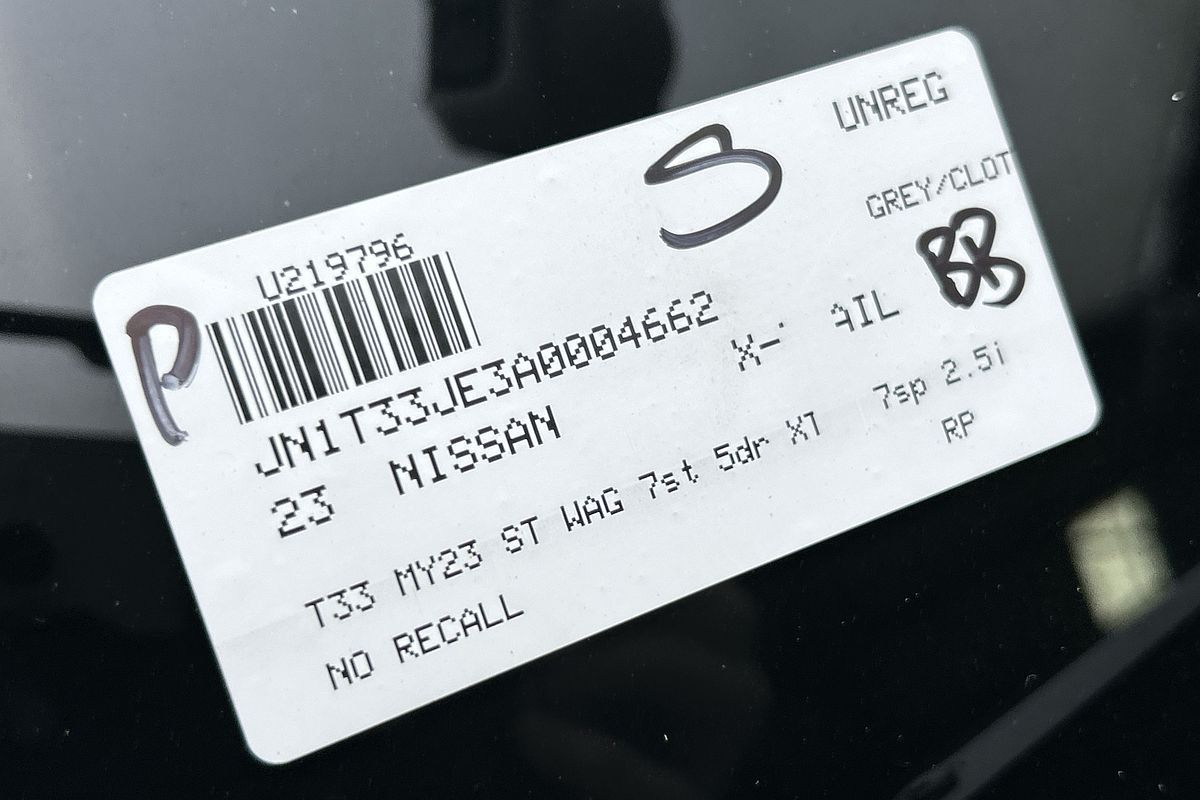 UNREG
3
GREY/CLOT
U219796
BB
P
JN1T33JE3A0004662
23 NISSAN
T33 MY23 ST WAG 7st 5dr 7sp 2.5i
NO RECALL RP